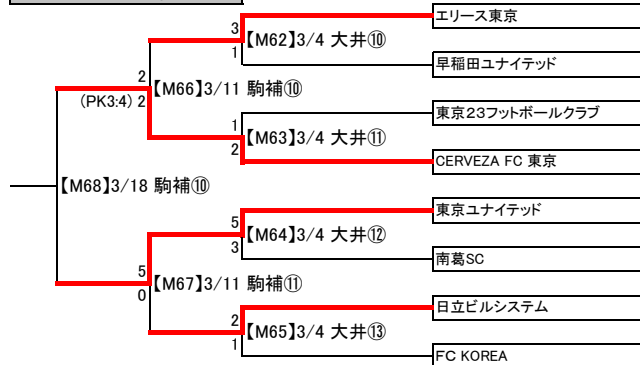 エリース東京
3
【M62】3/4 大井⑩
1
早稲田ユナイテッド
2
【M66】3/11 駒補⑩
(PK3:4) 2
東京23フットボールクラブ
1
【M63】3/4 大井⑪
2
CERVEZA FC 東京
【M68】3/18 駒補⑩
東京ユナイテッド
5
【M64】3/4 大井⑫
3
南葛SC
5
【M67】3/11 駒補⑪
0
日立ビルシステム
2
【M65】3/4 大井⑬
1
FC KOREA